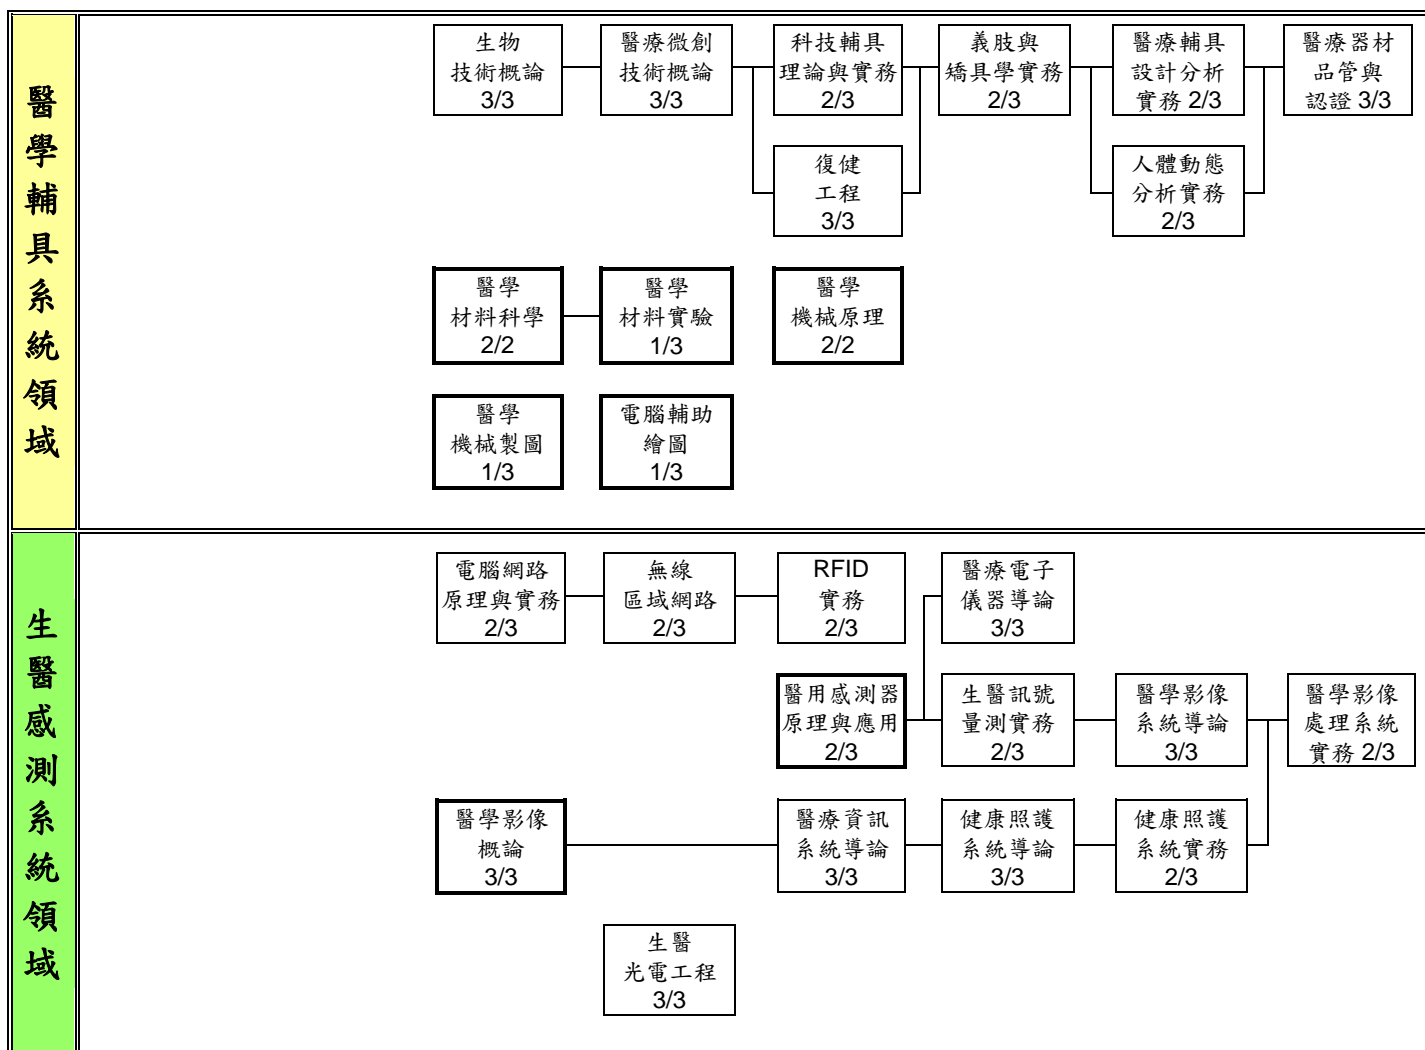 醫學輔具系統領域
生物
技術概論
3/3
醫療微創
技術概論
3/3
科技輔具
理論與實務
2/3
義肢與
矯具學實務
2/3
醫療輔具
設計分析
實務 2/3
醫療器材
品管與
認證 3/3
復健
工程
3/3
人體動態
分析實務
2/3
醫學
材料科學
2/2
醫學
材料實驗
1/3
醫學
機械原理
2/2
醫學
機械製圖
1/3
電腦輔助
繪圖
1/3
生醫感測系統領域
電腦網路
原理與實務
2/3
無線
區域網路
2/3
RFID
實務
2/3
醫療電子
儀器導論
3/3
醫用感測器
原理與應用
2/3
生醫訊號
量測實務
2/3
醫學影像
系統導論
3/3
醫學影像
處理系統
實務 2/3
醫學影像
概論
3/3
醫療資訊
系統導論
3/3
健康照護
系統導論
3/3
健康照護
系統實務
2/3
生醫
光電工程
3/3